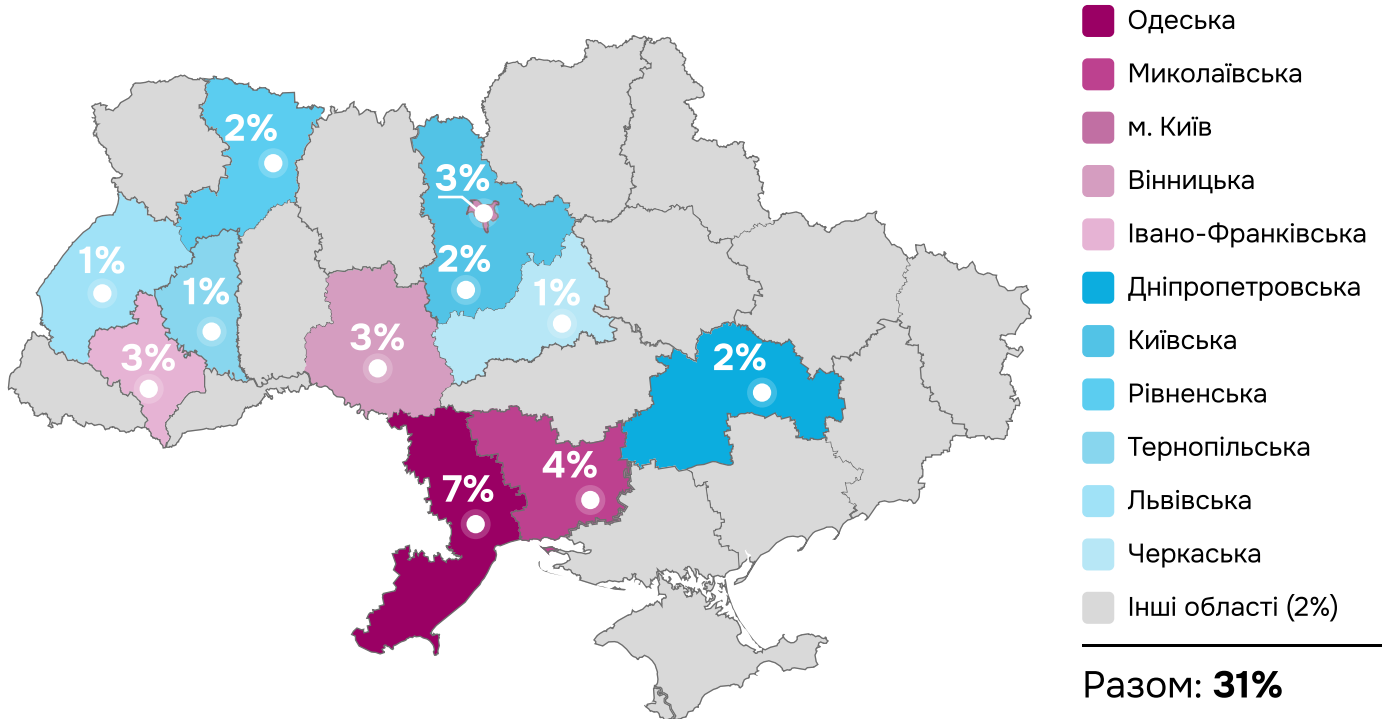 2%
3%
2%
1%
1%
1%
3%
3%
2%
4%
7%
Одеська
Миколаївська
м. Київ
Вінницька
Івано-Франківська
Дніпропетровська
Київська
Рівненська
Тернопільська
Львівська
Черкаська
Інші області (2%)
Разом: 31%